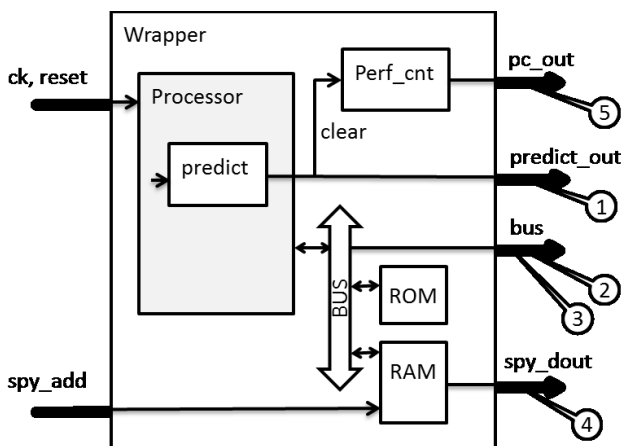 Wrapper
pc_out
ck, reset
Processor
Perf_cnt
5
clear
predict
predict_out
1
bus
2
3
BUS
ROM
spy_add
RAM
spy_dout
4